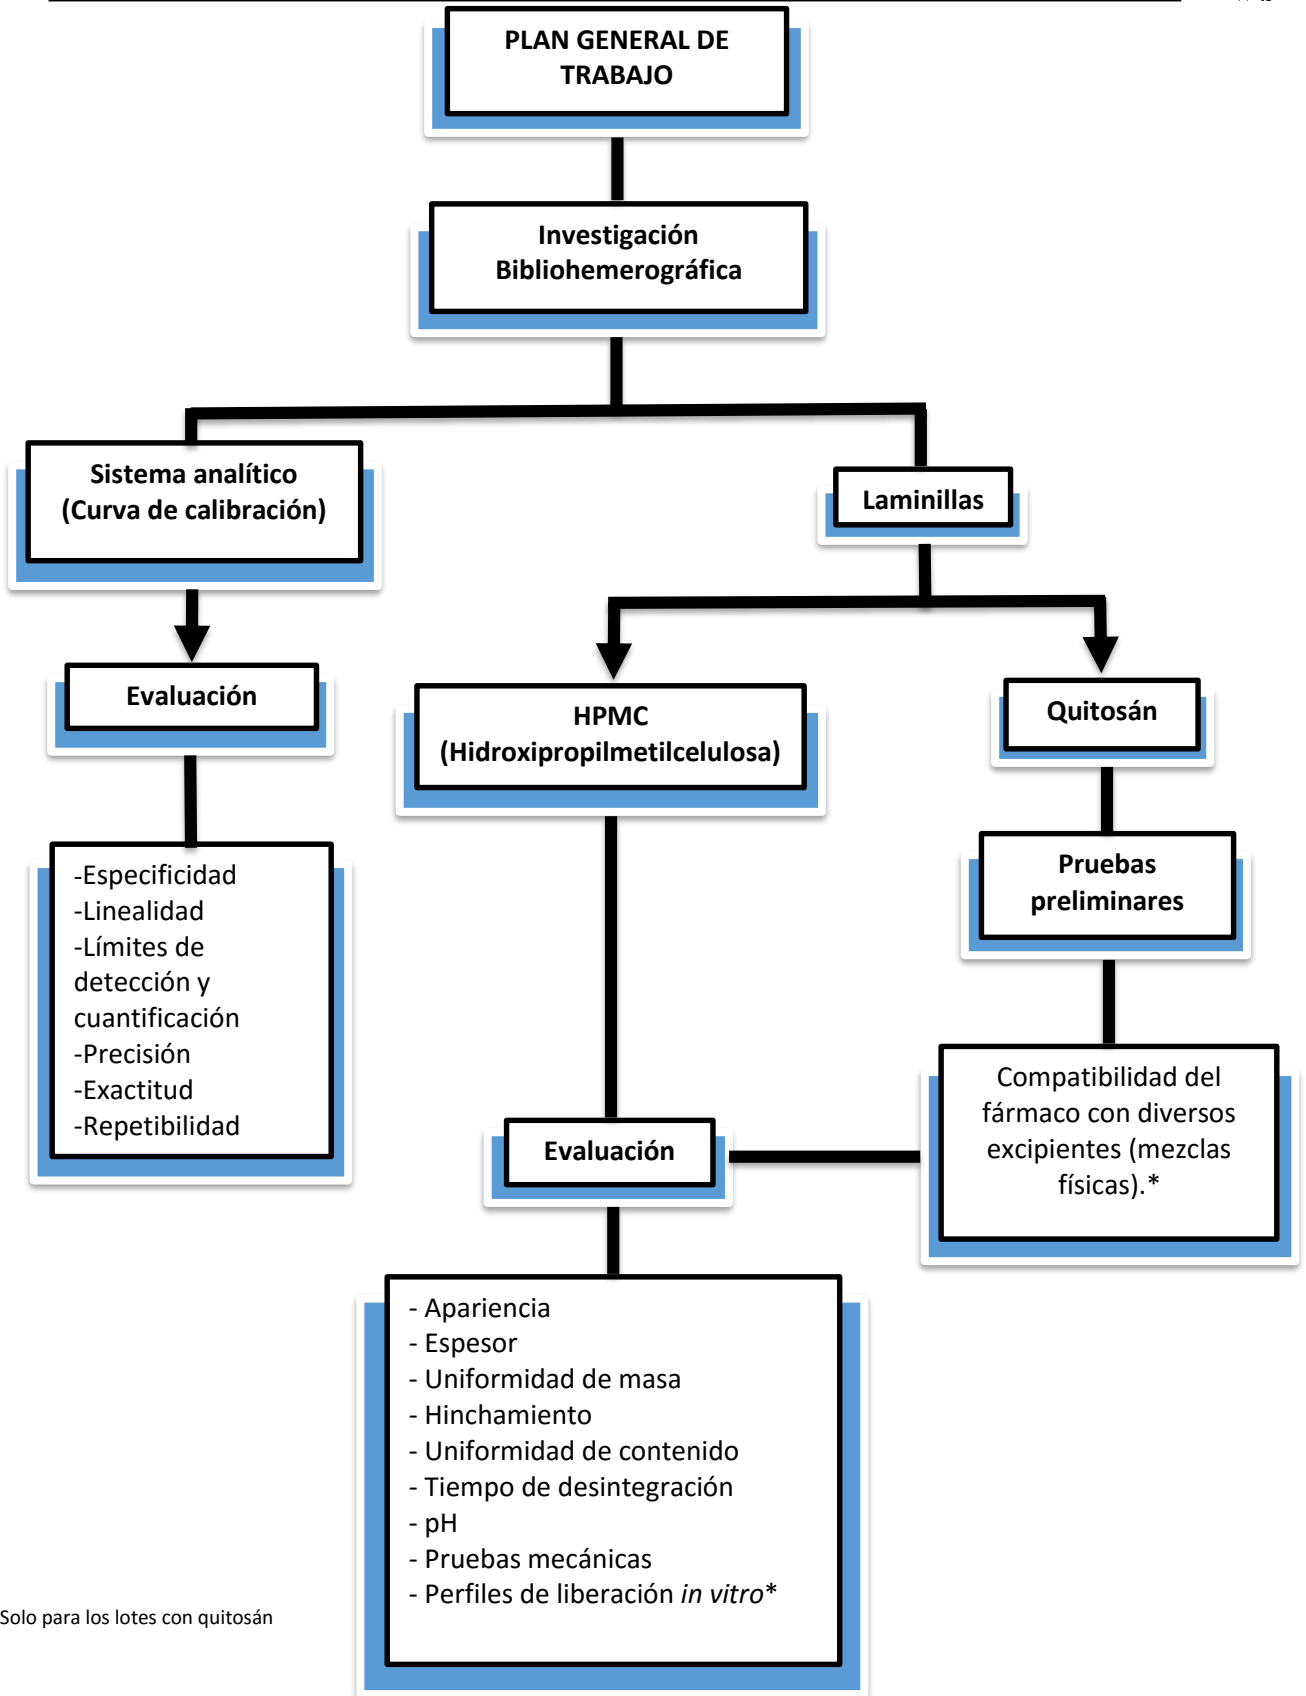 PLAN GENERAL DE
TRABAJO
Investigación
Bibliohemerográfica
Sistema analítico
(Curva de calibración)
Laminillas
Evaluación
HPMC
(Hidroxipropilmetilcelulosa)
Quitosán
-Especificidad
-Linealidad
-Límites de
detección y
cuantificación
-Precisión
-Exactitud
-Repetibilidad
Pruebas
preliminares
Compatibilidad del
fármaco con diversos
excipientes (mezclas
físicas).*
Evaluación
- Apariencia
- Espesor
- Uniformidad de masa
- Hinchamiento
- Uniformidad de contenido
- Tiempo de desintegración
- pH
- Pruebas mecánicas
- Perfiles de liberación in vitro*
Solo para los lotes con quitosán